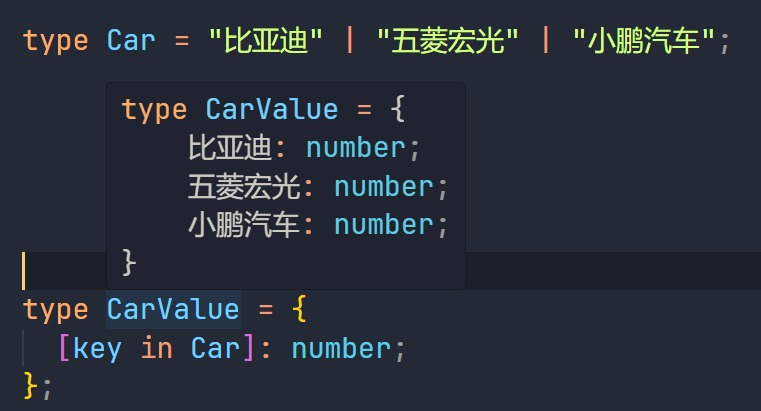 type Car = "比亚迪" | "五菱宏光" | "小鹏汽车";
type CarValue = {
    比亚迪: number;
    五菱宏光: number;
    小鹏汽车: number;
}
type CarValue = {
  [key in Car]: number;
};